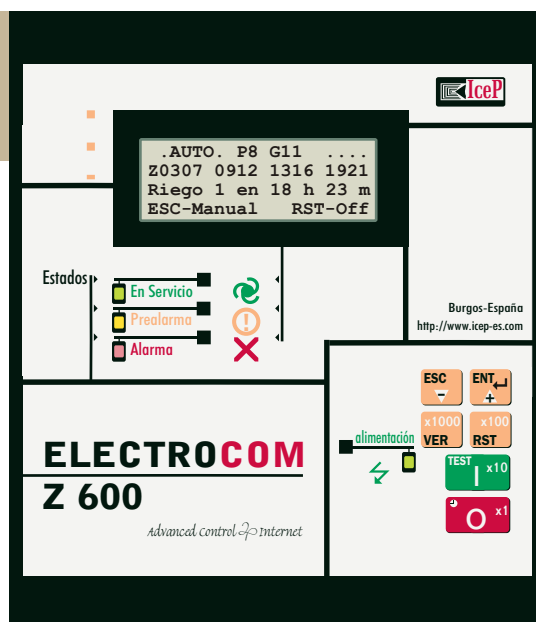 IceP
.AUTO. P8 G11 ....
Z0307 0912 1316 1921
Riego 1 en 18 h 23 m
ESC-Manual RST-Off
Estados
En Servicio
Prealarma
Alarma
Burgos-España
http://www.icep-es.com
ELECTROCOM
Z 600
Advanced control Internet
alimentación
ESC
-
ENT
+
x1000
VER
x100
RST
TEST
I x10
O x1